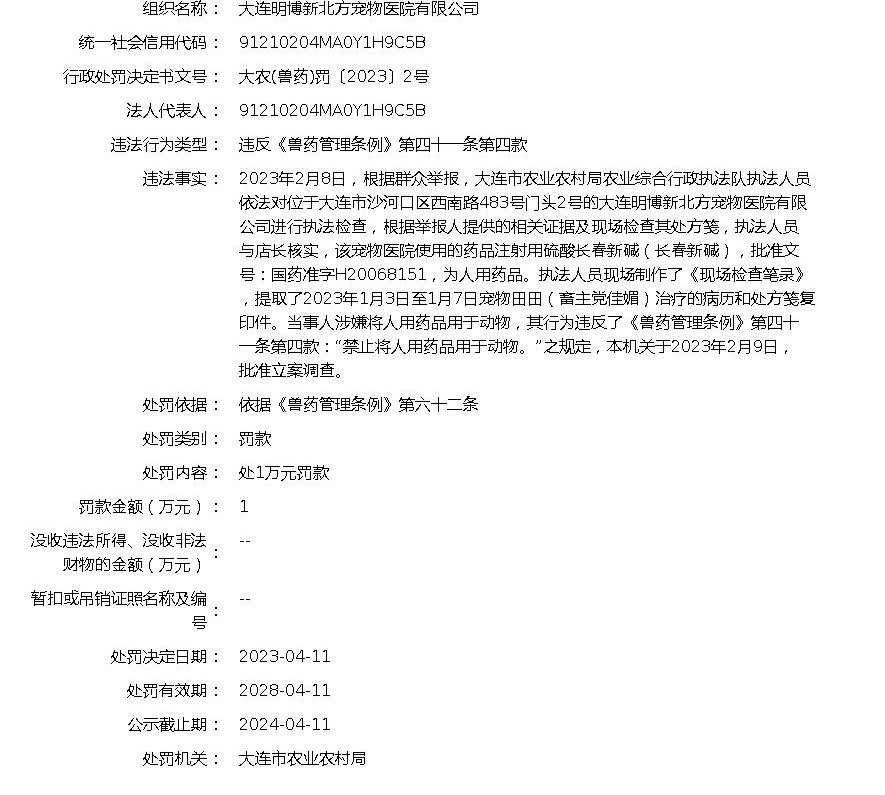 组织名称： 大连明博新北方宠物医院有限公司
统一社会信用代码： 91210204MA0Y1H9C5B
行政处罚决定书文号： 大农(兽药)罚〔2023〕2号
法人代表人： 91210204MA0Y1H9C5B
违法行为类型： 违反《兽药管理条例》第四十一条第四款
违法事实： 2023年2月8日，根据群众举报，大连市农业农村局农业综合行政执法队执法人员
依法对位于大连市沙河口区西南路483号门头2号的大连明博新北方宠物医院有限
公司进行执法检查，根据举报人提供的相关证据及现场检查其处方笺，执法人员
与店长核实，该宠物医院使用的药品注射用硫酸长春新碱（长春新碱），批准文
号：国药准字H20068151，为人用药品。执法人员现场制作了《现场检查笔录》
，提取了2023年1月3日至1月7日宠物田田（畜主党佳媚）治疗的病历和处方笺复
印件。当事人涉嫌将人用药品用于动物，其行为违反了《兽药管理条例》第四十
一条第四款：“禁止将人用药品用于动物。”之规定，本机关于2023年2月9日，
批准立案调查。
处罚依据： 依据《兽药管理条例》第六十二条
处罚类别： 罚款
处罚内容： 处1万元罚款
罚款金额（万元）： 1
没收违法所得、没收非法
财物的金额（万元）： --
暂扣或吊销证照名称及编
号： --
处罚决定日期： 2023-04-11
处罚有效期： 2028-04-11
公示截止期： 2024-04-11
处罚机关： 大连市农业农村局